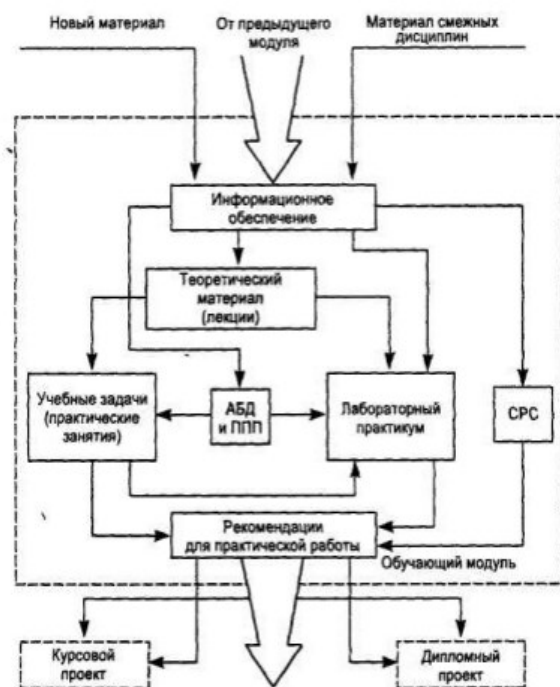 Новый материал
От предыдущего
модуля
Материал смежных
дисциплин
Информационное
обеспечение
Теоретический
материал
(лекции)
Учебные задачи
(практические
занятия)
АБД
и ППП
Лабораторный
практикум
СРС
Рекомендации
для практической работы
Обучающий модуль
Курсовой
проект
Дипломный
проект